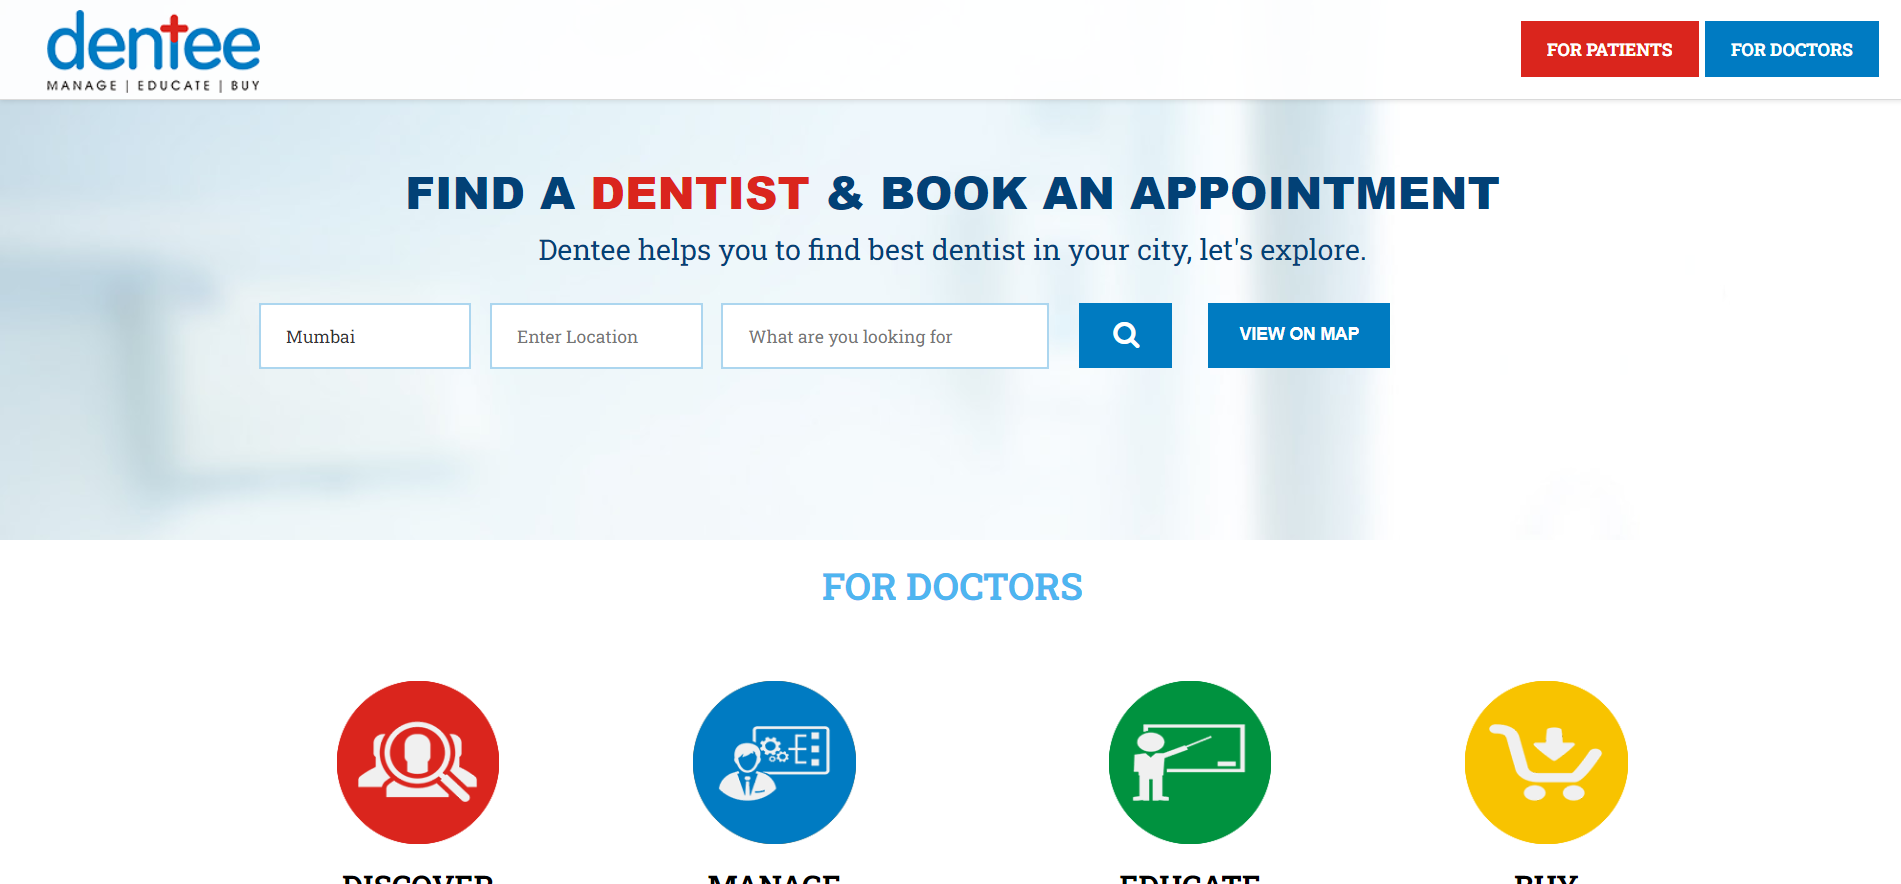 dentee
MANAGE | EDUCATE | BUY
FOR PATIENTS
FOR DOCTORS
FIND A DENTIST & BOOK AN APPOINTMENT
Dentee helps you to find best dentist in your city, let's explore.
Mumbai
Enter Location
What are you looking for
VIEW ON MAP
FOR DOCTORS
DISCOVER
MANAGE
EDUCATE
BUY